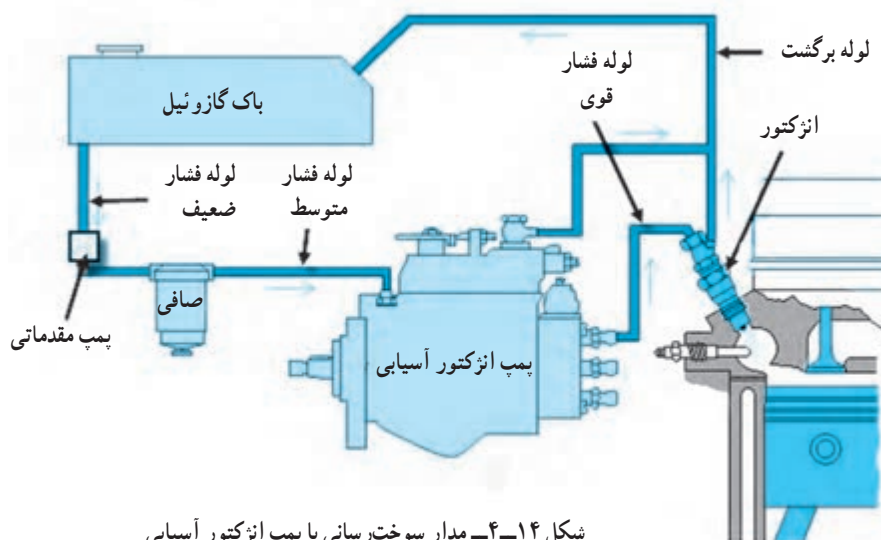 لوله برگشت
لوله فشار
قوی
باک گازوئیل
انژکتور
لوله فشار
متوسط
لوله فشار
ضعیف
صافی
پمپ مقدماتی
پمپ انژکتور آسیابی
شکل ۱۴ــ۴ــ مدار سوخت‌رسانی با پمپ انژکتور آسیابی